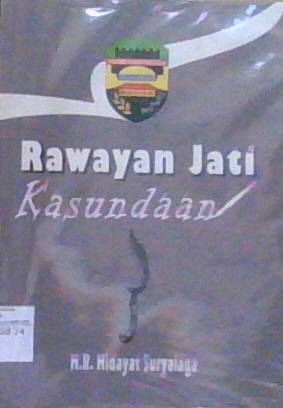 Rawayan Jati
Kasundaan
H.R. Hidayat Suryalaga